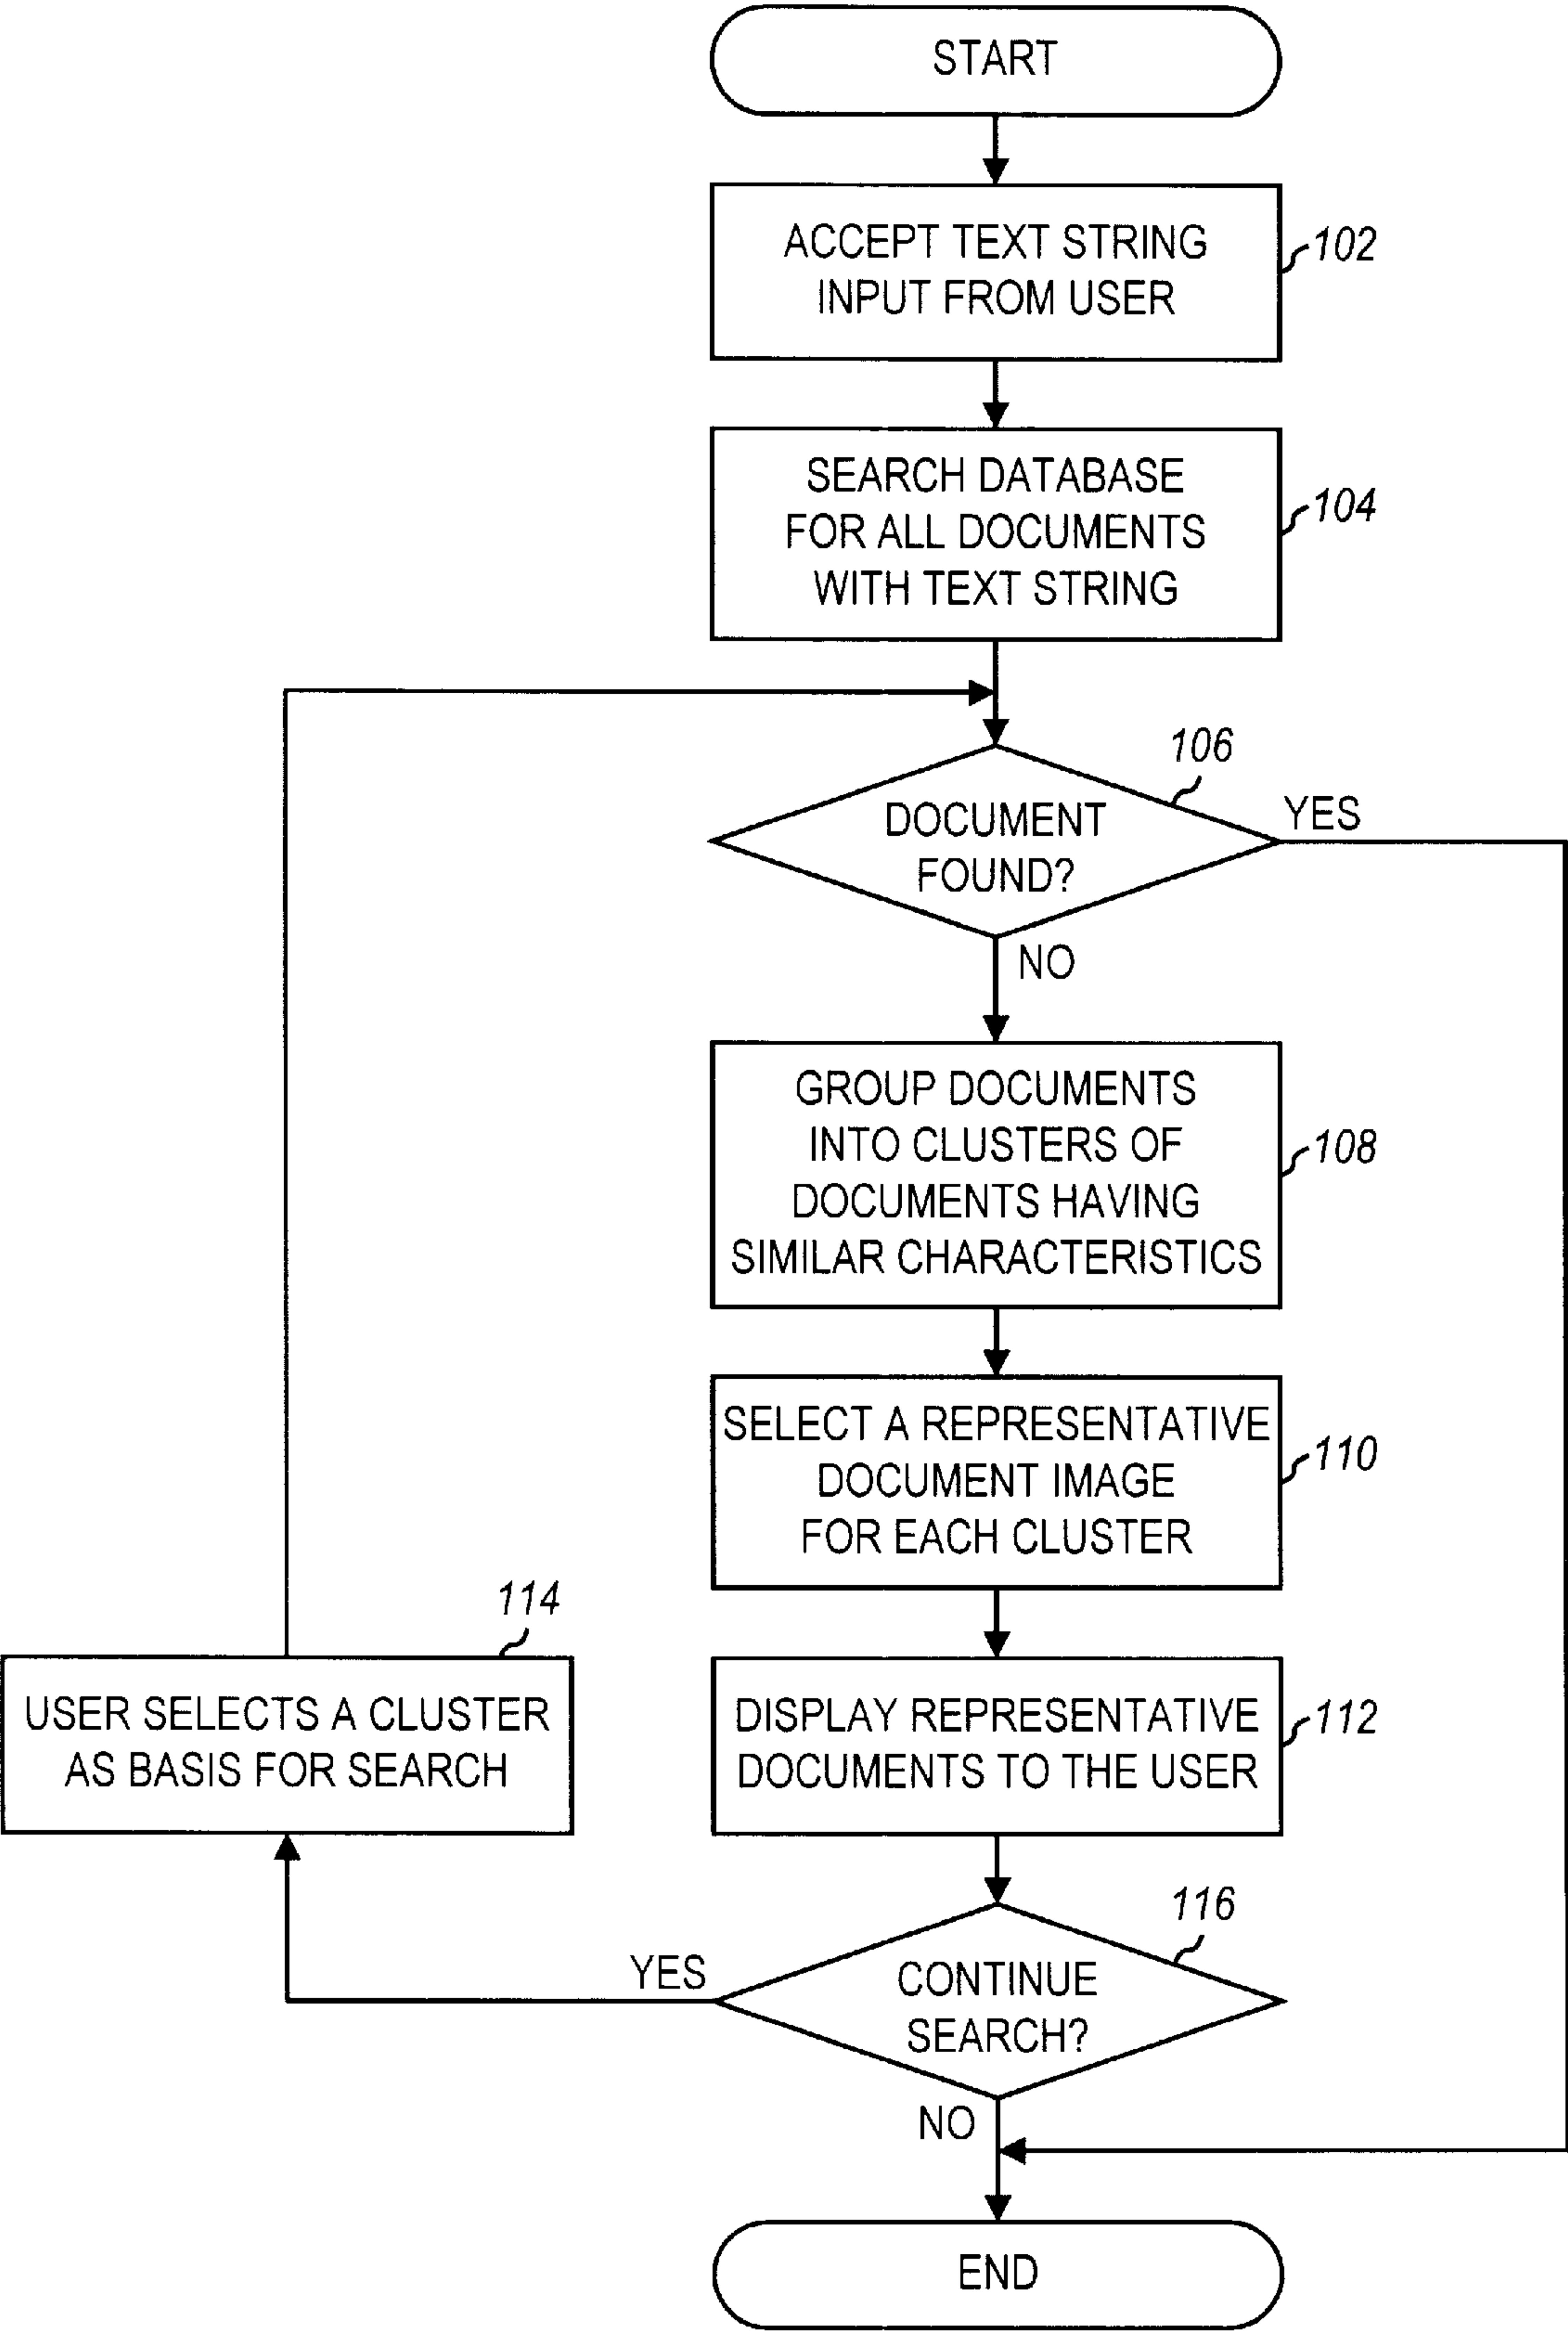 START
ACCEPT TEXT STRING
INPUT FROM USER
102
SEARCH DATABASE
FOR ALL DOCUMENTS
WITH TEXT STRING
104
106
DOCUMENT
FOUND?
YES
NO
GROUP DOCUMENTS
INTO CLUSTERS OF
DOCUMENTS HAVING
SIMILAR CHARACTERISTICS
108
SELECT A REPRESENTATIVE
DOCUMENT IMAGE
FOR EACH CLUSTER
110
114
USER SELECTS A CLUSTER
AS BASIS FOR SEARCH
DISPLAY REPRESENTATIVE
DOCUMENTS TO THE USER
112
116
YES
CONTINUE
SEARCH?
NO
END